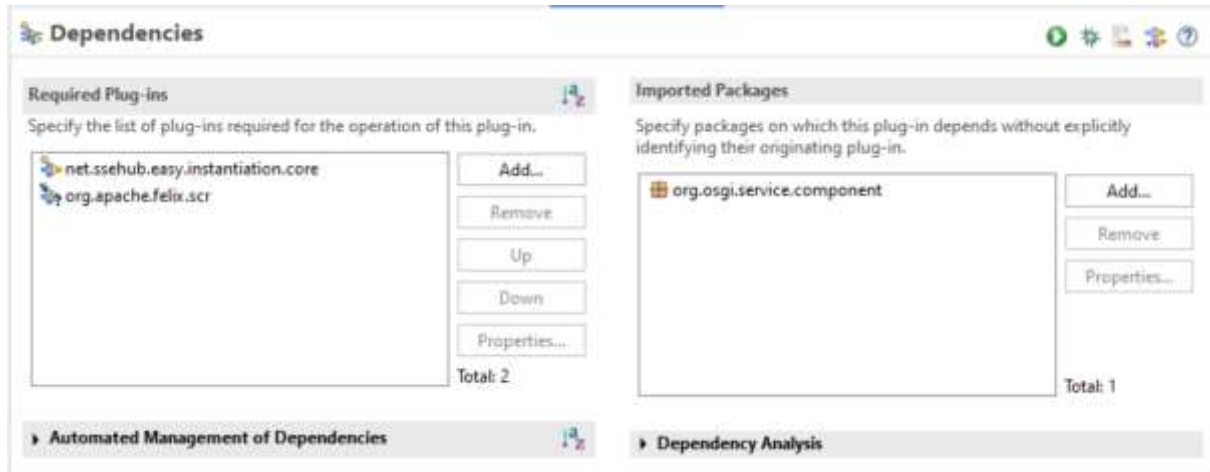 Dependencies
Required Plug-ins
Specify the list of plug-ins required for the operation of this plug-in.
net.ssehub.easy.instantiation.core
org.apache.felix.scr
Add...
Remove
Up
Down
Properties...
Total: 2
Automated Management of Dependencies
Imported Packages
Specify packages on which this plug-in depends without explicitly
identifying their originating plug-in.
org.osgi.service.component
Add...
Remove
Properties...
Total: 1
Dependency Analysis